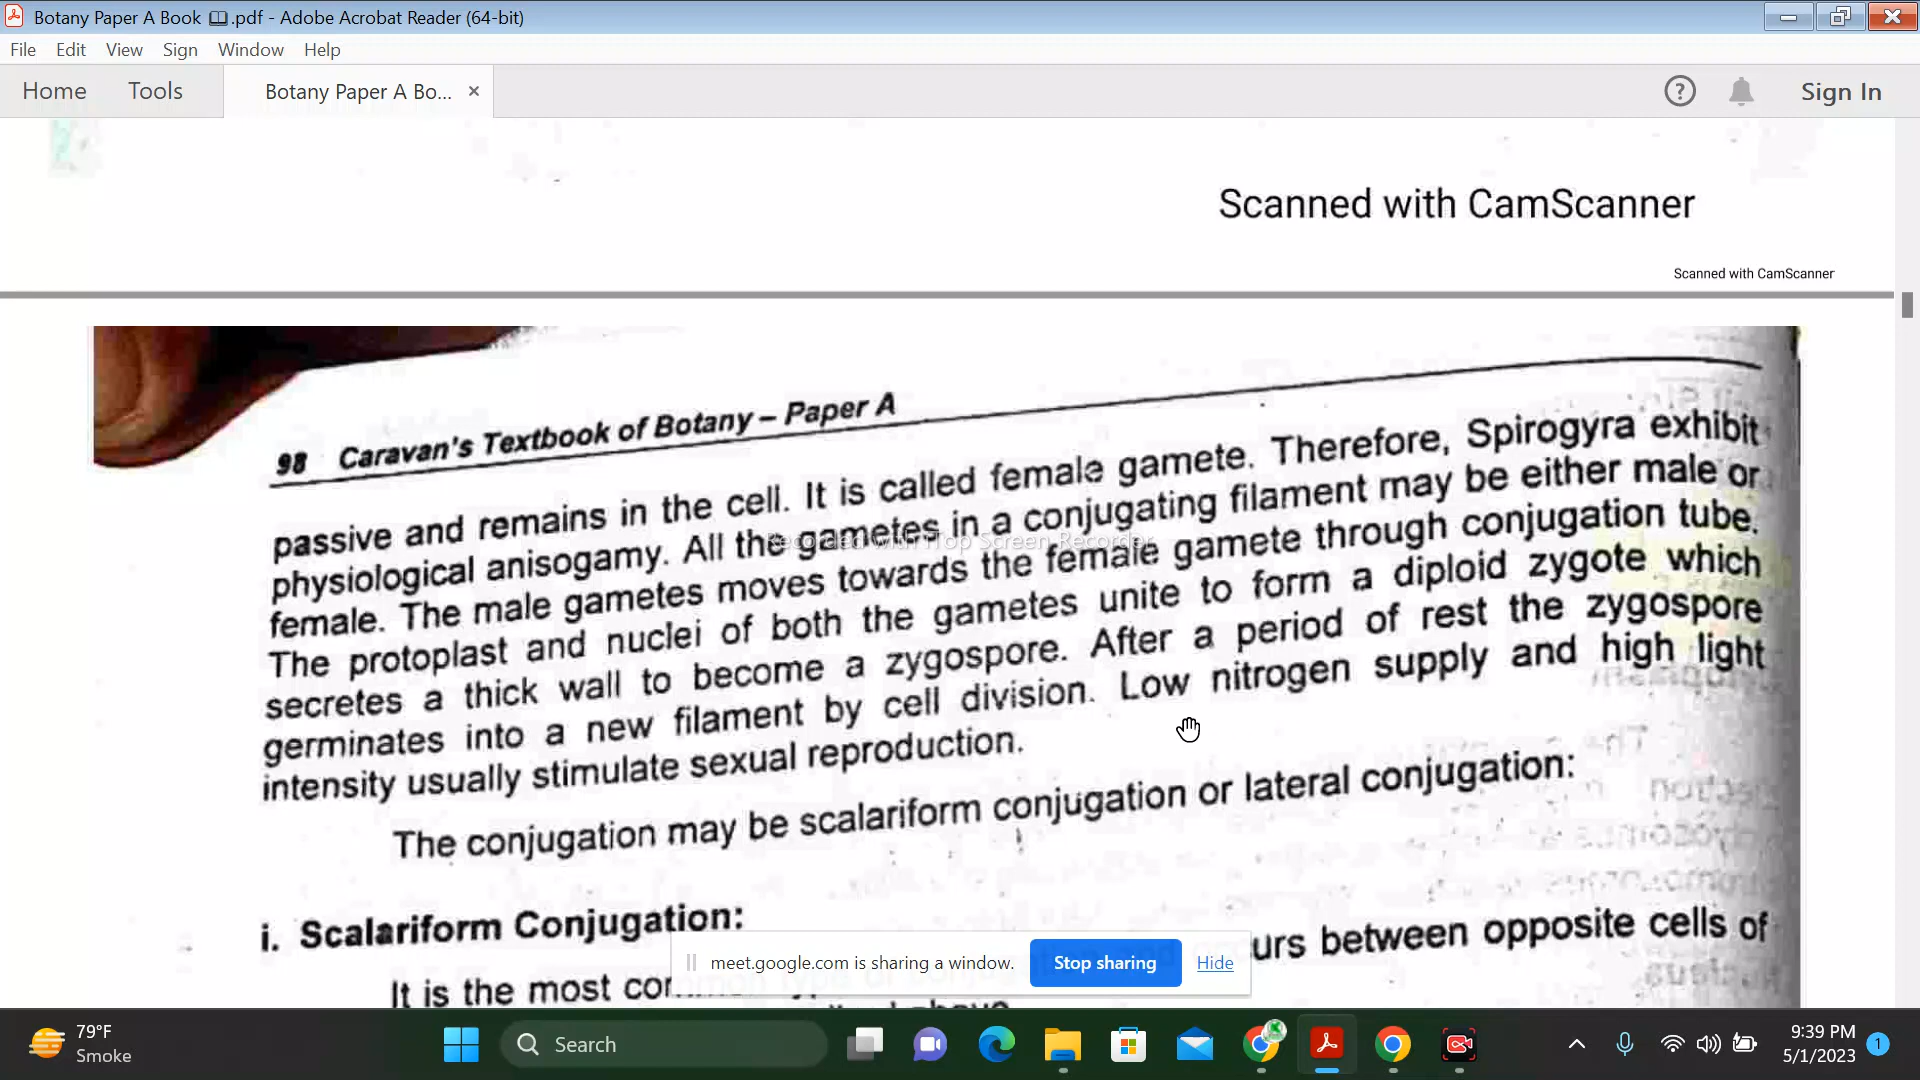 Botany Paper A Book 📖.pdf - Adobe Acrobat Reader (64-bit)
File Edit View Sign Window Help
Home Tools Botany Paper A Bo... × Sign In
Scanned with CamScanner
Scanned with CamScanner
98 Caravan's Textbook of Botany – Paper A
passive and remains in the cell. It is called female gamete. Therefore, Spirogyra exhibit
physiological anisogamy. All the gametes in a conjugating filament may be either male or
female. The male gametes moves towards the female gamete through conjugation tube.
The protoplast and nuclei of both the gametes unite to form a diploid zygote which
secretes a thick wall to become a zygospore. After a period of rest the zygospore
germinates into a new filament by cell division. Low nitrogen supply and high light
intensity usually stimulate sexual reproduction.
Recorded with iTop Screen Recorder
The conjugation may be scalariform conjugation or lateral conjugation:
i. Scalariform Conjugation:
It is the most common urs between opposite cells of
above
meet.google.com is sharing a window. Stop sharing Hide
79°F
Smoke
Search
9:39 PM
5/1/2023
1